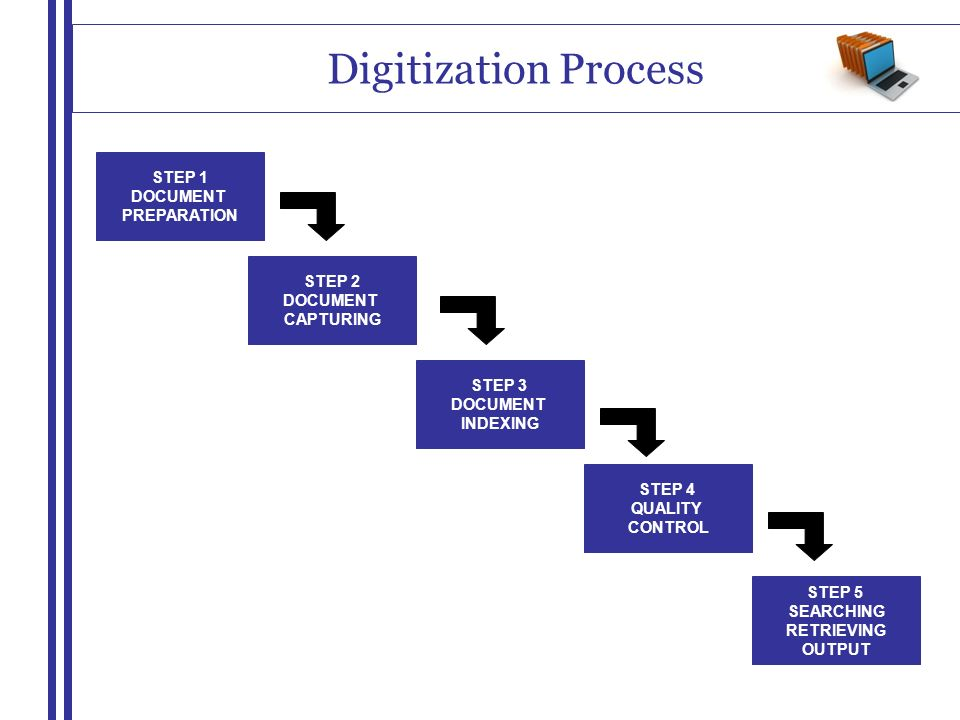 Digitization Process
STEP 1
DOCUMENT
PREPARATION
STEP 2
DOCUMENT
CAPTURING
STEP 3
DOCUMENT
INDEXING
STEP 4
QUALITY
CONTROL
STEP 5
SEARCHING
RETRIEVING
OUTPUT